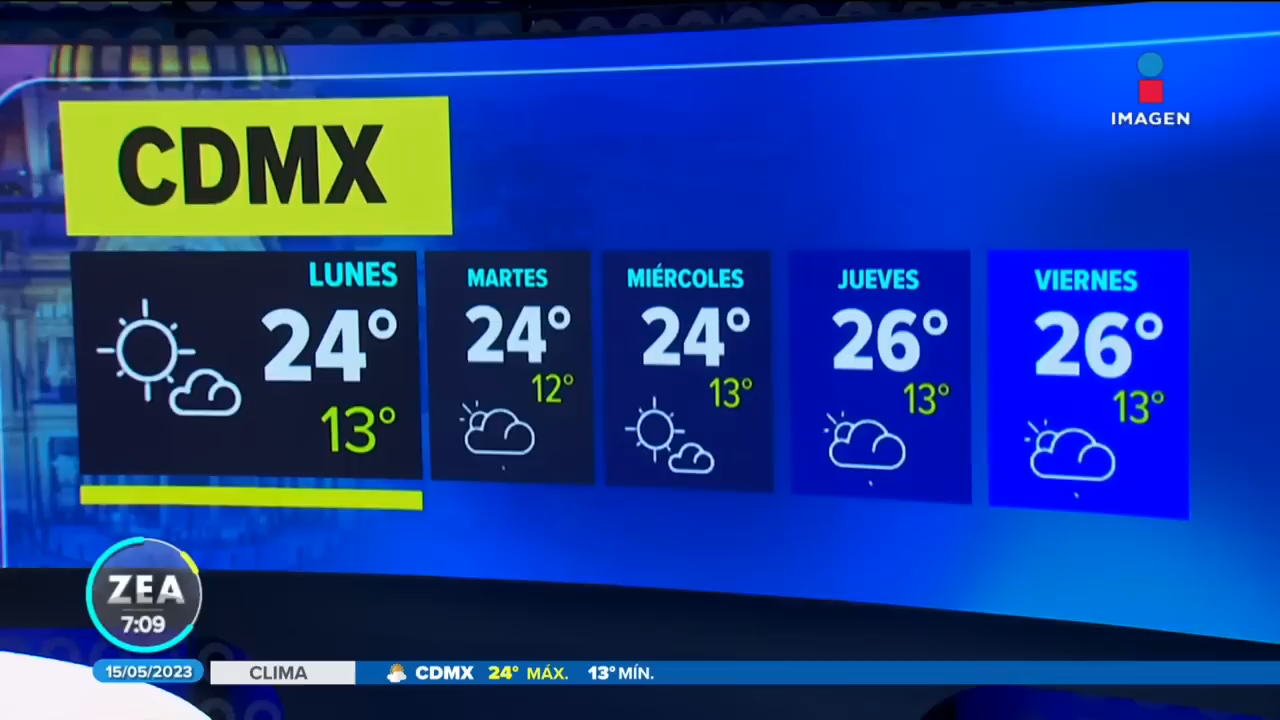 IMAGEN
CDMX
LUNES
24°
13°
MARTES
24°
12°
MIÉRCOLES
24°
13°
JUEVES
26°
13°
VIERNES
26°
13°
ZEA
7:09
15/05/2023
CLIMA
CDMX 24° MÁX. 13° MÍN.